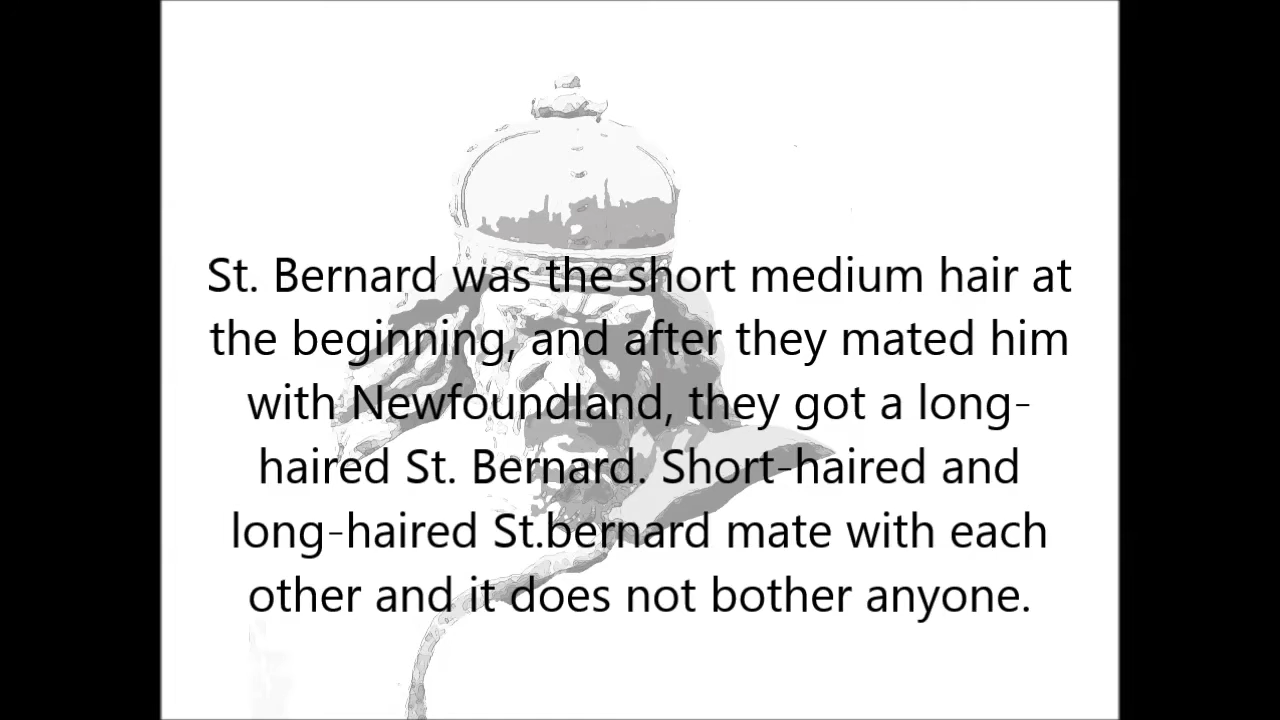 St. Bernard was the short medium hair at
the beginning, and after they mated him
with Newfoundland, they got a long-
haired St. Bernard. Short-haired and
long-haired St.bernard mate with each
other and it does not bother anyone.